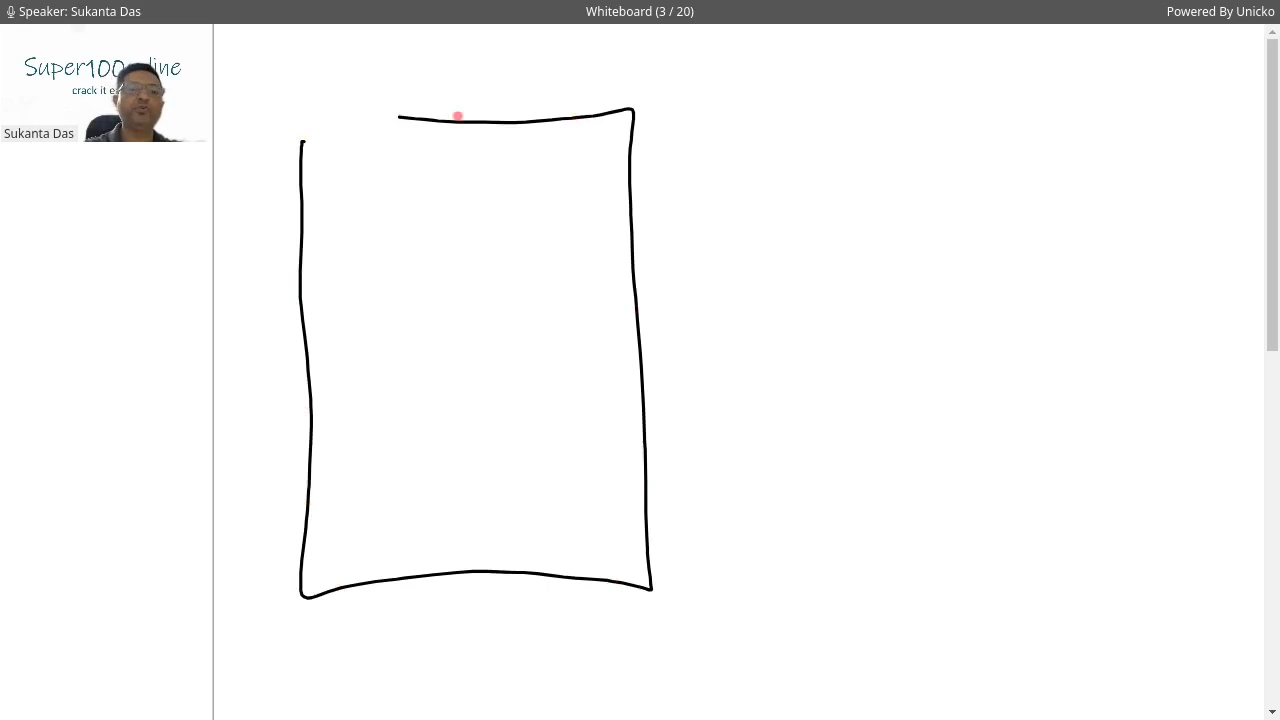 Speaker: Sukanta Das
Whiteboard (3 / 20)
Powered By Unicko
Super100
crack it
Sukanta Das